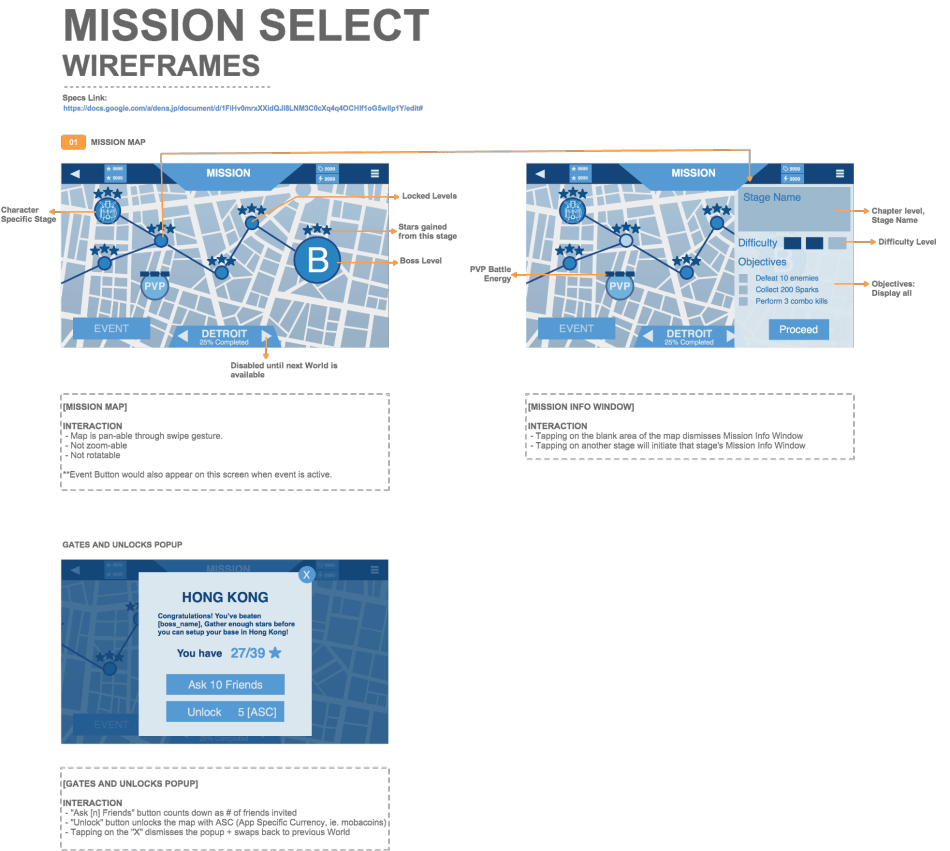 MISSION SELECT
WIREFRAMES
Specs Link:
01 MISSION MAP
9999
9999
MISSION
9999
9999
Character
Specific Stage
Locked Levels
Stars gained
from this stage
Boss Level
B
PVP
EVENT
DETROIT
25% Completed
Disabled until next World is
available
9999
9999
MISSION
9999
9999
Stage Name
Chapter level,
Stage Name
Difficulty
Difficulty Level
Objectives
Defeat 10 enemies
Collect 200 Sparks
Perform 3 combo kills
Objectives:
Display all
PVP Battle
Energy
PVP
EVENT
DETROIT
25% Completed
Proceed
[MISSION MAP]
INTERACTION
- Map is pan-able through swipe gesture.
- Not zoom-able
- Not rotatable
**Event Button would also appear on this screen when event is active.
[MISSION INFO WINDOW]
INTERACTION
- Tapping on the blank area of the map dismisses Mission Info Window
- Tapping on another stage will initiate that stage's Mission Info Window
GATES AND UNLOCKS POPUP
MISSION
X
HONG KONG
Congratulations! You've beaten
[boss_name], Gather enough stars before
you can setup your base in Hong Kong!
You have 27/39
Ask 10 Friends
Unlock 5 [ASC]
EVENT
[GATES AND UNLOCKS POPUP]
INTERACTION
- "Ask [n] Friends" button counts down as # of friends invited
- "Unlock" button unlocks the map with ASC (App Specific Currency, ie. mobacoins)
- Tapping on the "X" dismisses the popup + swaps back to previous World